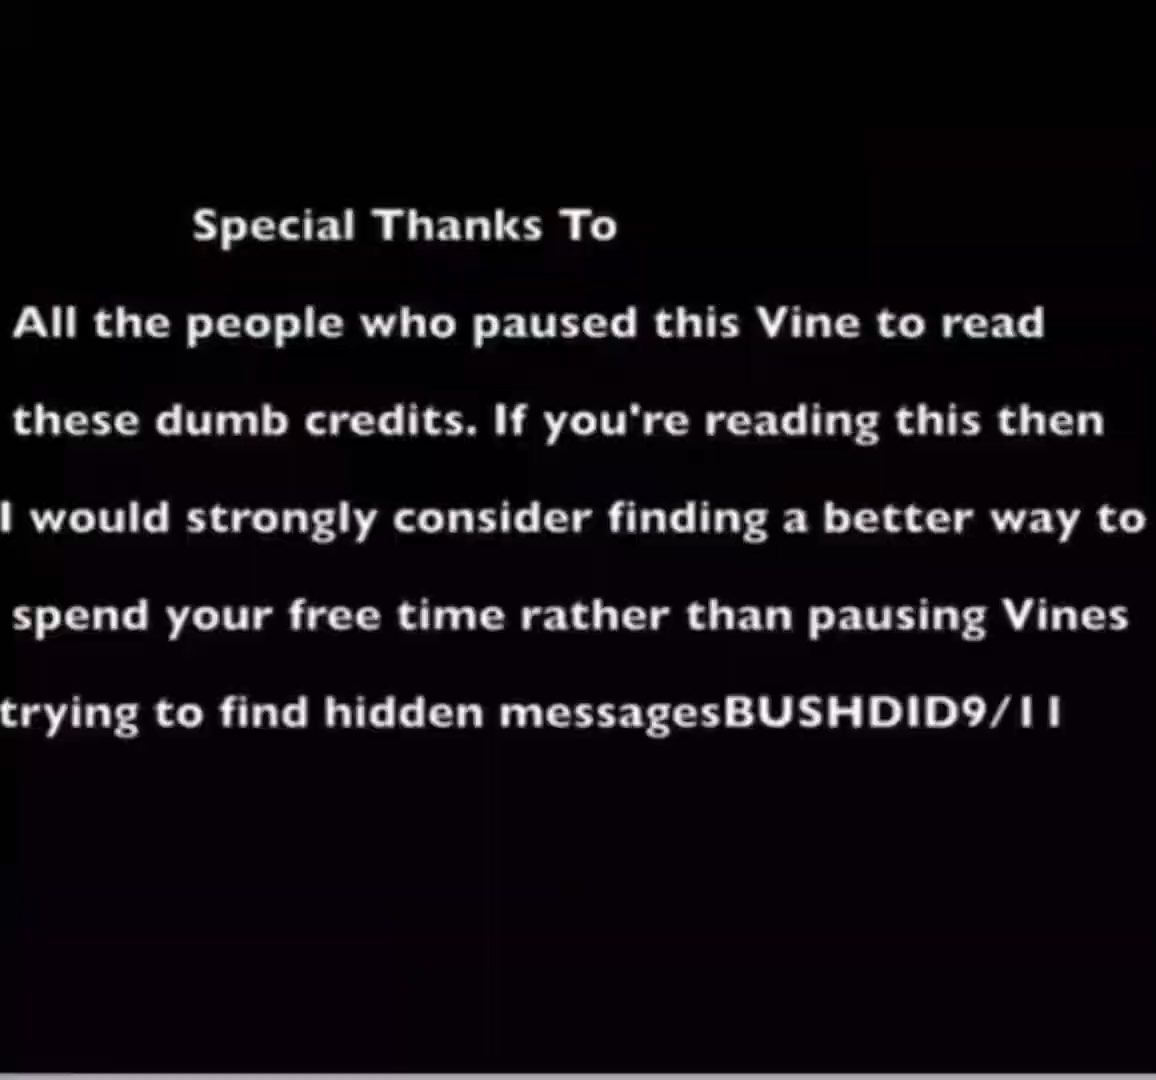 Special Thanks To
All the people who paused this Vine to read
these dumb credits. If you're reading this then
I would strongly consider finding a better way to
spend your free time rather than pausing Vines
trying to find hidden messagesBUSHDID9/11